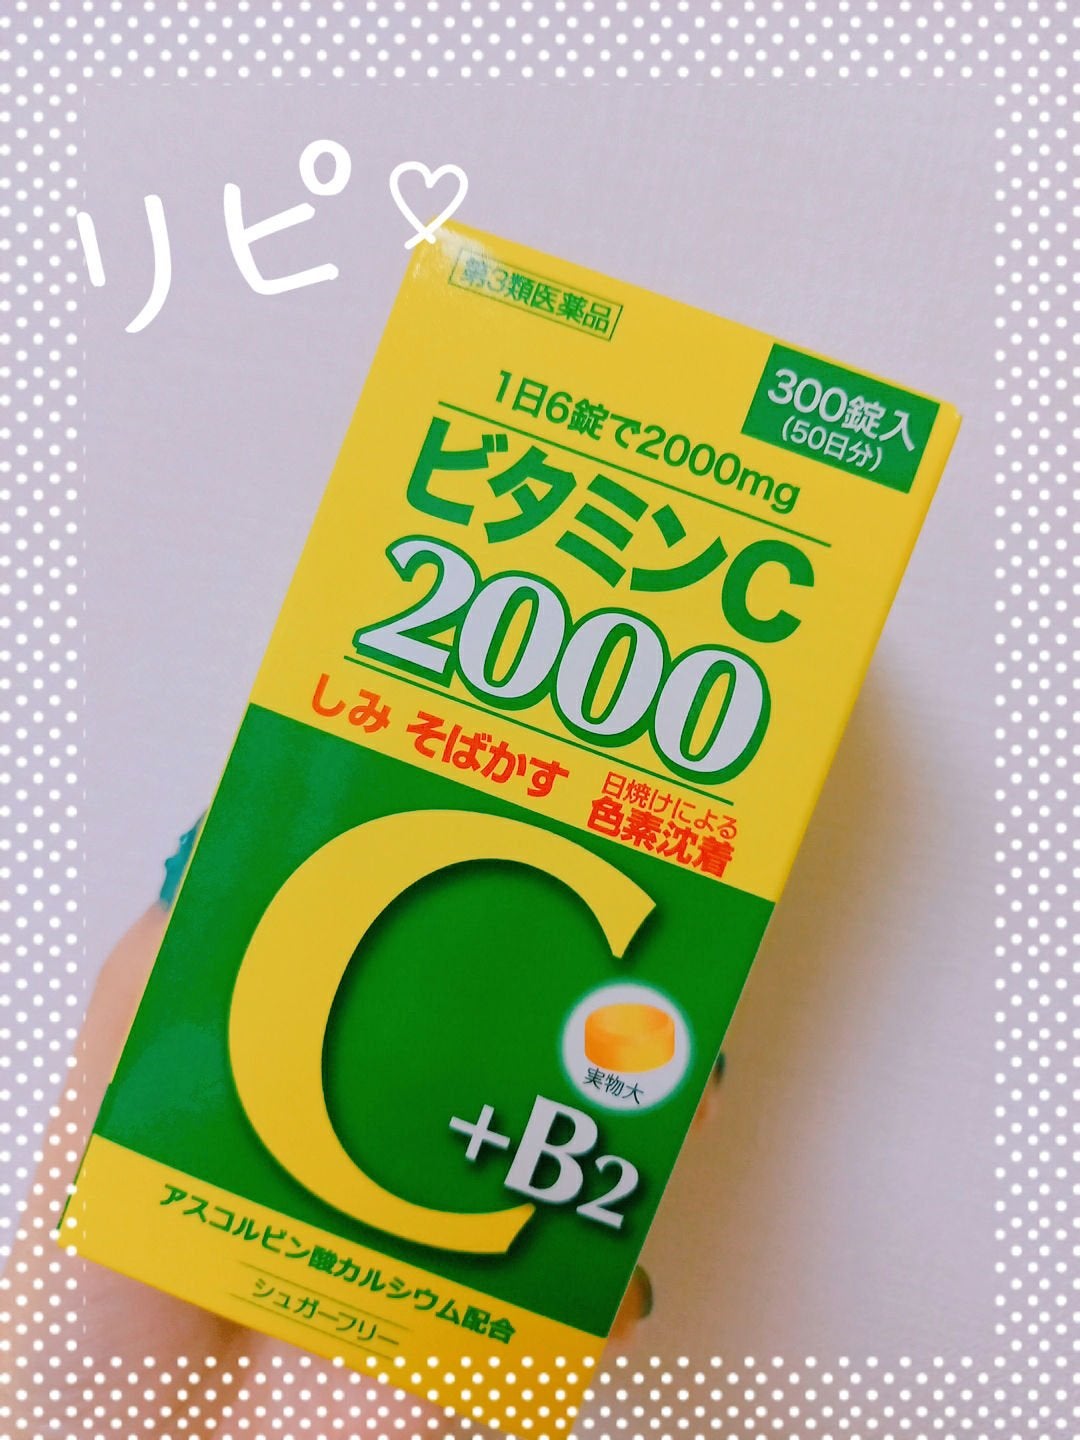 リピ♡
第3類医薬品
300錠入
(50日分)
1日6錠で2000mg
ビタミンC
2000
しみ そばかす
日焼けによる
色素沈着
C
実物大
+B2
アスコルビン酸カルシウム配合
シュガーフリー